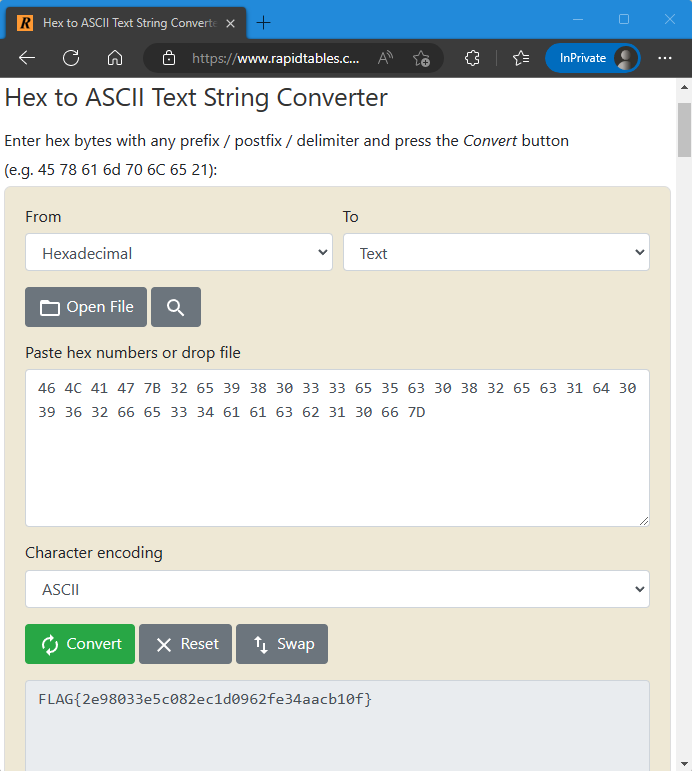 Hex to ASCII Text String Converte
https://www.rapidtables.c...
InPrivate
Hex to ASCII Text String Converter
Enter hex bytes with any prefix / postfix / delimiter and press the Convert button
(e.g. 45 78 61 6d 70 6C 65 21):
From
To
Hexadecimal
Text
Open File
Paste hex numbers or drop file
46 4C 41 47 7B 32 65 39 38 30 33 33 65 35 63 30 38 32 65 63 31 64 30
39 36 32 66 65 33 34 61 61 63 62 31 30 66 7D
Character encoding
ASCII
Convert
Reset
Swap
FLAG{2e98033e5c082ec1d0962fe34aacb10f}